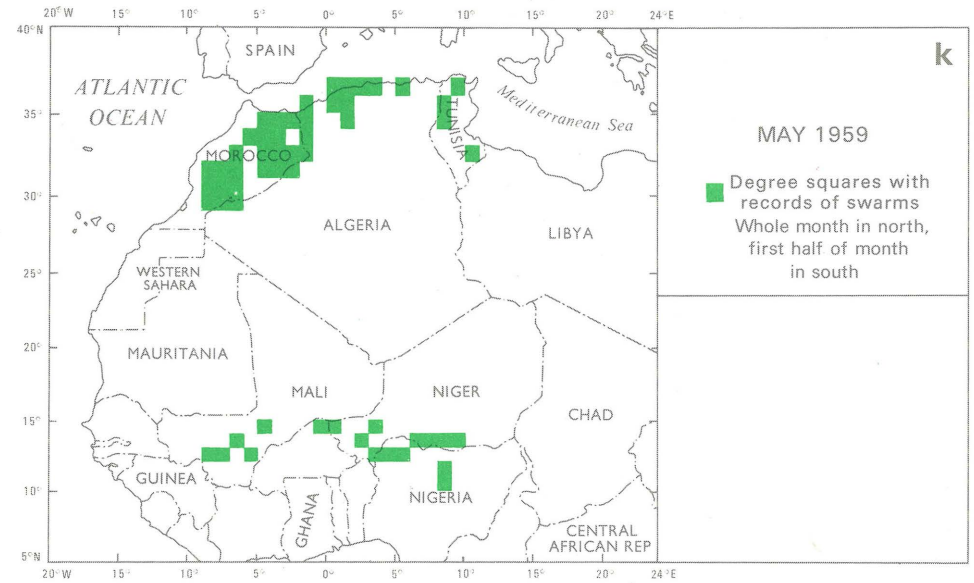 20°W 15° 10° 5° 0° 5° 10° 15° 20° 24°E
40°N
35°
30°
25°
20°
15°
10°
5°N
SPAIN
ATLANTIC
OCEAN
Mediterranean Sea
TUNISIA
MOROCCO
ALGERIA
LIBYA
WESTERN
SAHARA
MAURITANIA
MALI
NIGER
CHAD
GUINEA
GHANA
NIGERIA
CENTRAL
AFRICAN REP
20°W 15° 10° 5° 0° 5° 10° 15° 20° 24°E
k
MAY 1959
Degree squares with
records of swarms
Whole month in north,
first half of month
in south